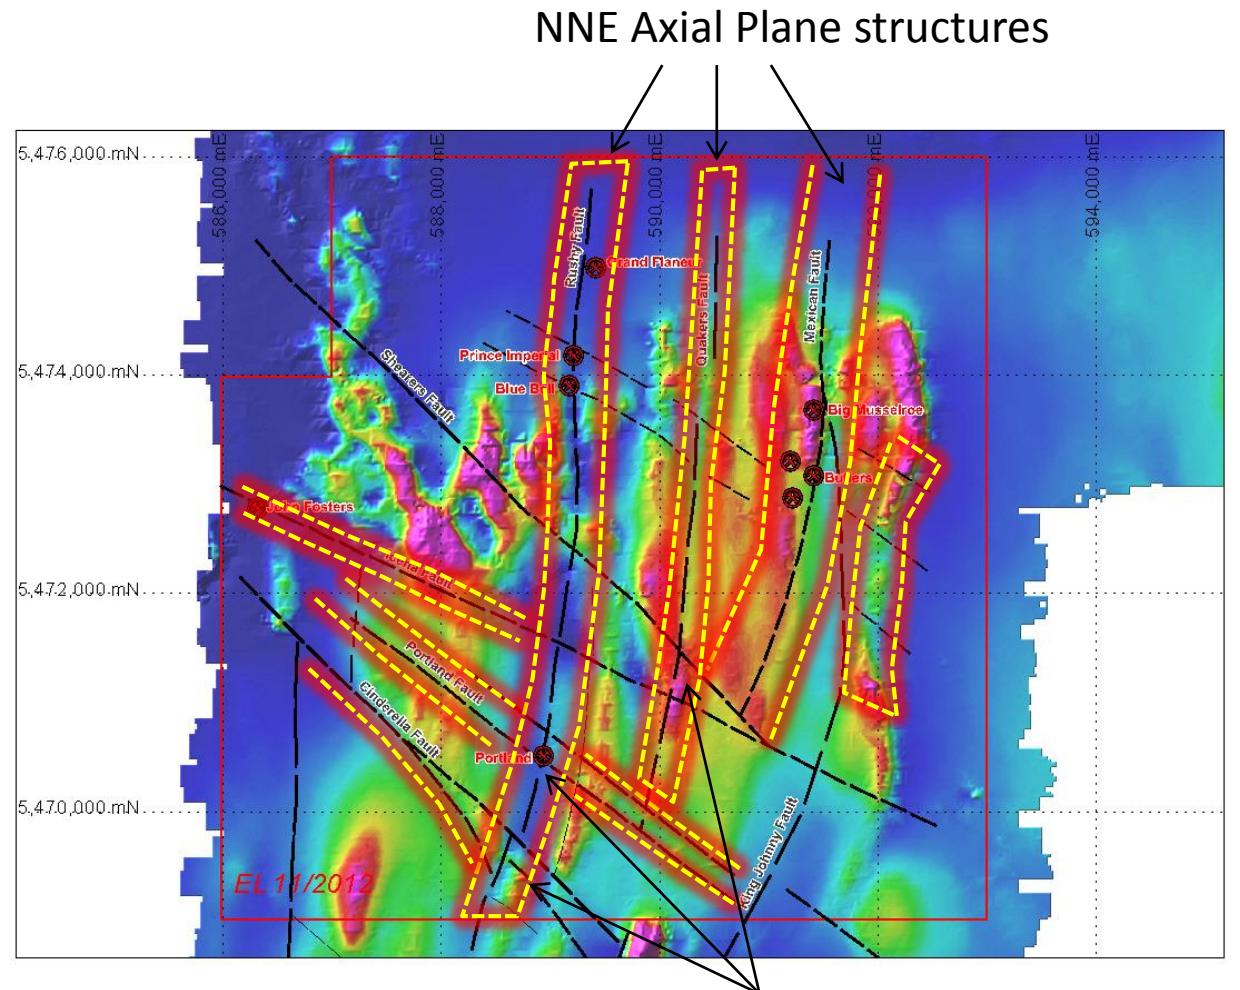 NNE Axial Plane structures
5,476,000.mN
586,000 mE
588,000 mE
590,000 mE
594,000 mE
Rushy Fault
Grand Flaneur
Quakers Fault
Mexican Fault
5,474,000.mN
Shearers Fault
Prince Imperial
Blue Bell
Big Musselroe
Butlers
John Fosters
5,472,000.mN
Portland Fault
Cinderella Fault
Portland
5,470,000.mN
King Johnny Fault
EL 11/2012